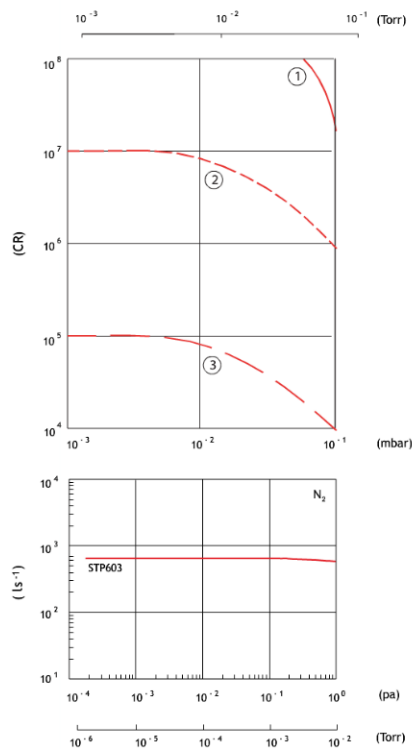 10⁻³ 10⁻² 10⁻¹ (Torr)
10⁸
①
10⁷
②
(CR)
10⁶
10⁵
③
10⁴
10⁻³ 10⁻² 10⁻¹ (mbar)
10⁴
N₂
10³
STP603
(ls⁻¹)
10²
10¹
10⁻⁴ 10⁻³ 10⁻² 10⁻¹ 10⁰ (pa)
10⁻⁶ 10⁻⁵ 10⁻⁴ 10⁻³ 10⁻² (Torr)